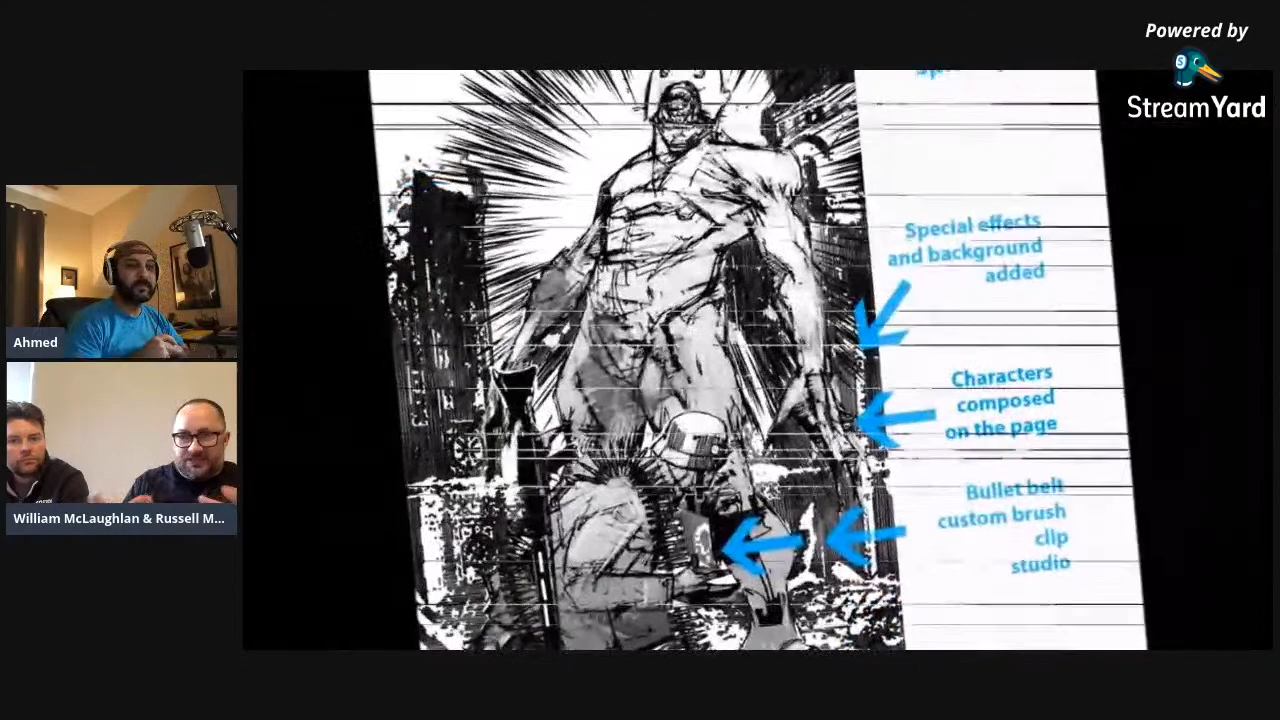 Powered by
StreamYard
Special effects
and background
added
Characters
composed
on the page
Bullet belt
custom brush
clip
studio
Ahmed
William McLaughlan & Russell M...